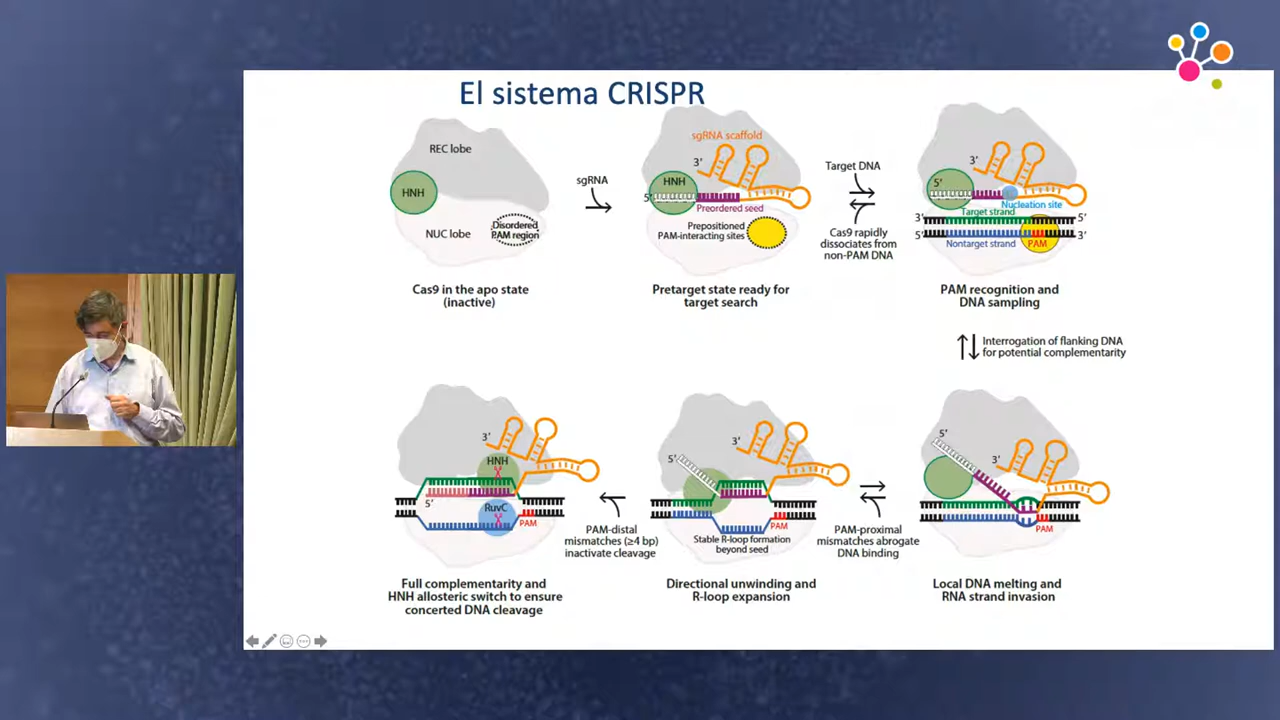 El sistema CRISPR
REC lobe
HNH
NUC lobe
Disordered
PAM region
Cas9 in the apo state
(inactive)
sgRNA
sgRNA scaffold
3'
HNH
5'
Preordered seed
Prepositioned
PAM-interacting sites
Pretarget state ready for
target search
Target DNA
Cas9 rapidly
dissociates from
non-PAM DNA
3'
5'
Nucleation site
Target strand
3'
5'
5'
3'
Nontarget strand
PAM
PAM recognition and
DNA sampling
Interrogation of flanking DNA
for potential complementarity
3'
HNH
5'
RuvC
PAM
Full complementarity and
HNH allosteric switch to ensure
concerted DNA cleavage
PAM-distal
mismatches (≥4 bp)
inactivate cleavage
3'
5'
PAM
Stable R-loop formation
beyond seed
Directional unwinding and
R-loop expansion
PAM-proximal
mismatches abrogate
DNA binding
5'
3'
PAM
Local DNA melting and
RNA strand invasion